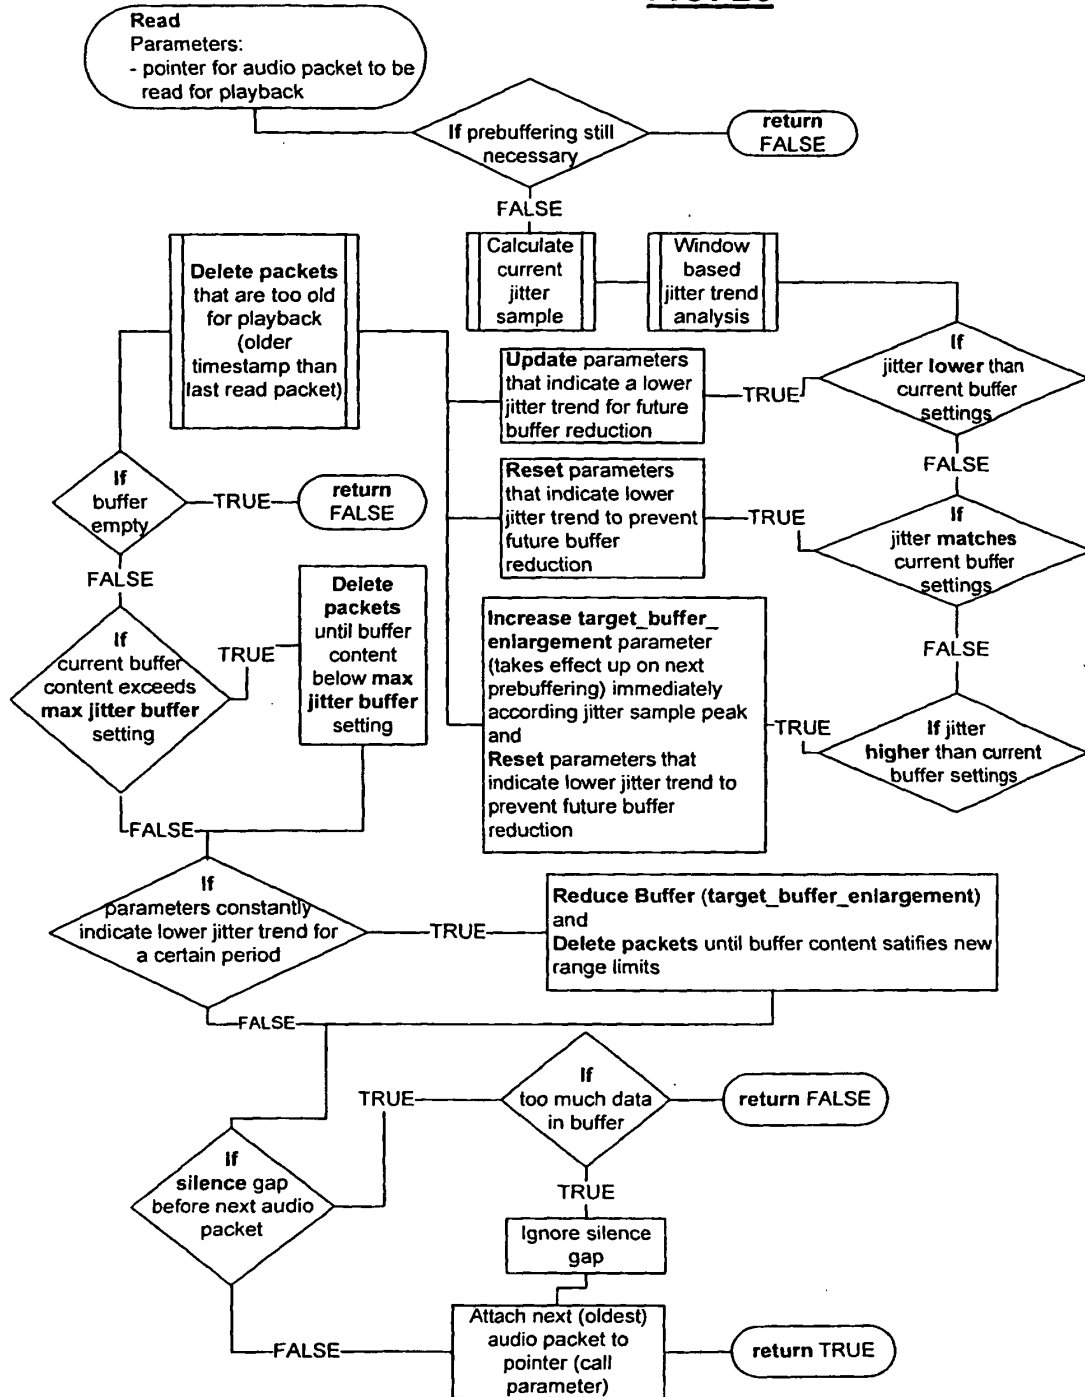 Read
Parameters:
- pointer for audio packet to be
read for playback
If prebuffering still
necessary
return
FALSE
FALSE
Calculate
current
jitter
sample
Window
based
jitter trend
analysis
Delete packets
that are too old
for playback
(older
timestamp than
last read packet)
If
jitter lower than
current buffer
settings
TRUE
Update parameters
that indicate a lower
jitter trend for future
buffer reduction
FALSE
If
jitter matches
current buffer
settings
TRUE
Reset parameters
that indicate lower
jitter trend to prevent
future buffer
reduction
FALSE
If jitter
higher than current
buffer settings
TRUE
Increase target_buffer_
enlargement parameter
(takes effect up on next
prebuffering) immediately
according jitter sample peak
and
Reset parameters that
indicate lower jitter trend to
prevent future buffer
reduction
If
buffer
empty
TRUE
return
FALSE
FALSE
If
current buffer
content exceeds
max jitter buffer
setting
TRUE
Delete
packets
until buffer
content
below max
jitter buffer
setting
FALSE
If
parameters constantly
indicate lower jitter trend for
a certain period
TRUE
Reduce Buffer (target_buffer_enlargement)
and
Delete packets until buffer content satifies new
range limits
FALSE
If
silence gap
before next audio
packet
TRUE
If
too much data
in buffer
return FALSE
TRUE
Ignore silence
gap
FALSE
Attach next (oldest)
audio packet to
pointer (call
parameter)
return TRUE